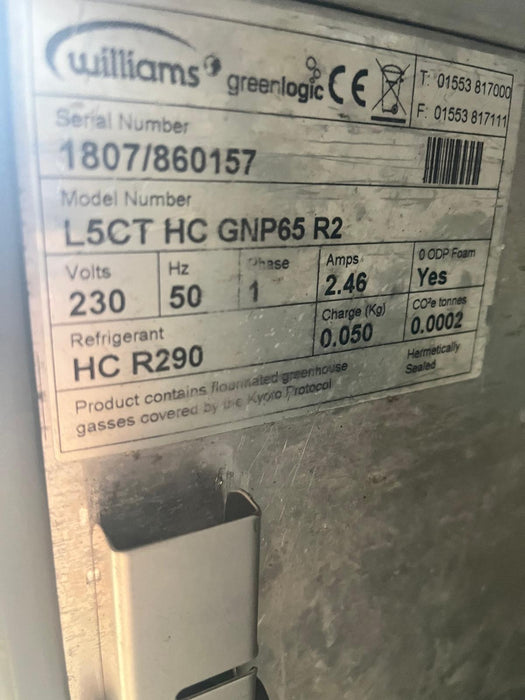 williams greenlogic CE
T: 01553 817000
F: 01553 817111
Serial Number
1807/860157
Model Number
L5CT HC GNP65 R2
Volts
230
Hz
50
Phase
1
Amps
2.46
0 ODP Foam
Yes
Refrigerant
HC R290
Charge (Kg)
0.050
CO²e tonnes
0.0002
Product contains flourinated greenhouse
gasses covered by the Kyoto Protocol
Hermetically
Sealed